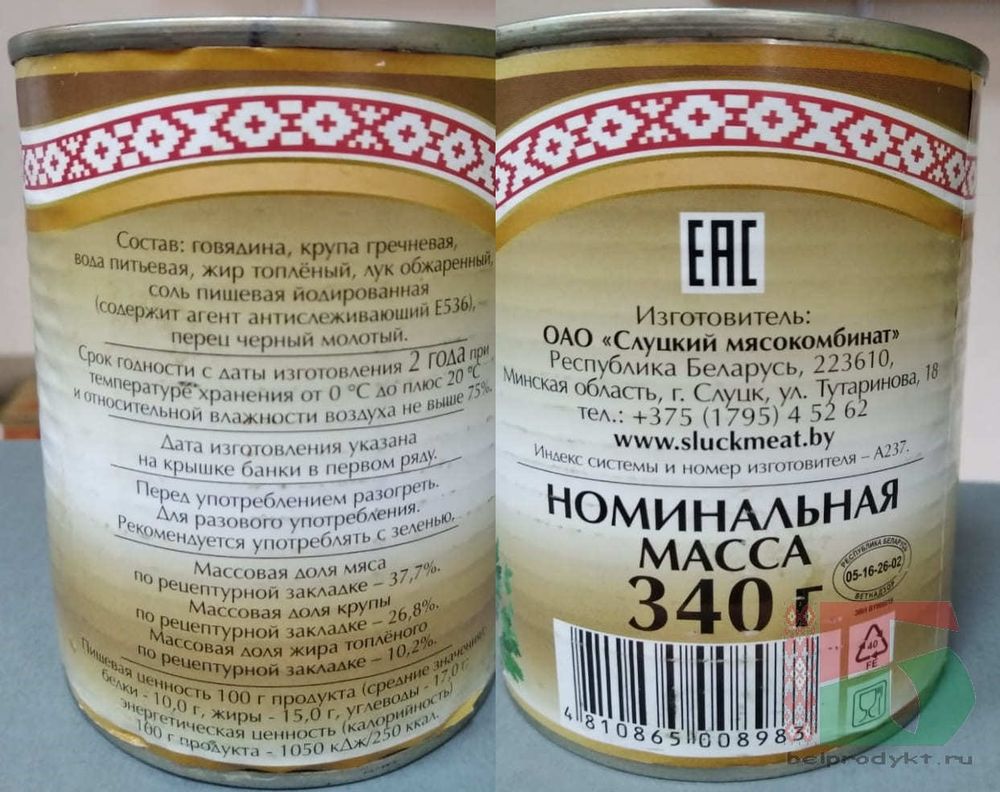 Состав: говядина, крупа гречневая,
вода питьевая, жир топлёный, лук обжаренный,
соль пищевая йодированная
(содержит агент антислеживающий Е536),
перец черный молотый.
Срок годности с даты изготовления 2 года при
температуре хранения от 0 °С до плюс 20 °С
и относительной влажности воздуха не выше 75%.
Дата изготовления указана
на крышке банки в первом ряду.
Перед употреблением разогреть.
Для разового употребления.
Рекомендуется употреблять с зеленью.
Массовая доля мяса
по рецептурной закладке – 37,7%.
Массовая доля крупы
по рецептурной закладке – 26,8%.
Массовая доля жира топлёного
по рецептурной закладке – 10,2%.
Пищевая ценность 100 г продукта (средние значения):
белки - 10,0 г, жиры - 15,0 г, углеводы - 17,0 г;
энергетическая ценность (калорийность)
100 г продукта - 1050 кДж/250 ккал.
ЕАС
Изготовитель:
ОАО «Слуцкий мясокомбинат»
Республика Беларусь, 223610,
Минская область, г. Слуцк, ул. Тутаринова, 18
тел.: +375 (1795) 4 52 62
www.sluckmeat.by
Индекс системы и номер изготовителя – А237.
НОМИНАЛЬНАЯ
МАССА
340 г
РЕСПУБЛИКА БЕЛАРУСЬ
05-16-26-02
ВЕТНАДЗОР
40
FE
4 810865 008983
belprodykt.ru